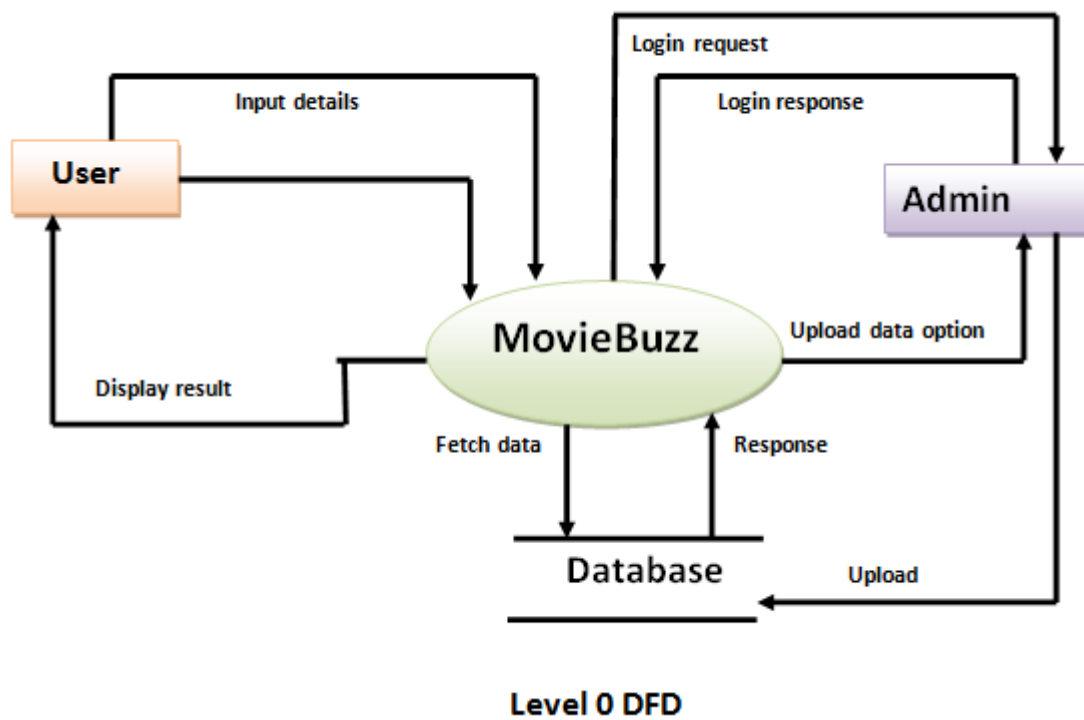 Login request
Input details
Login response
User
Admin
MovieBuzz
Upload data option
Display result
Fetch data
Response
Database
Upload
Level 0 DFD